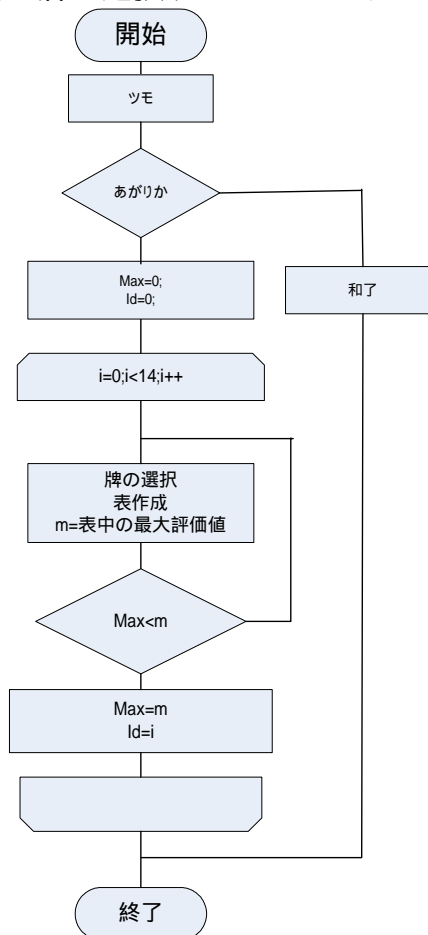 開始
ツモ
あがりか
Max=0;
Id=0;
和了
i=0;i<14;i++
牌の選択
表作成
m=表中の最大評価値
Max<m
Max=m
Id=i
終了